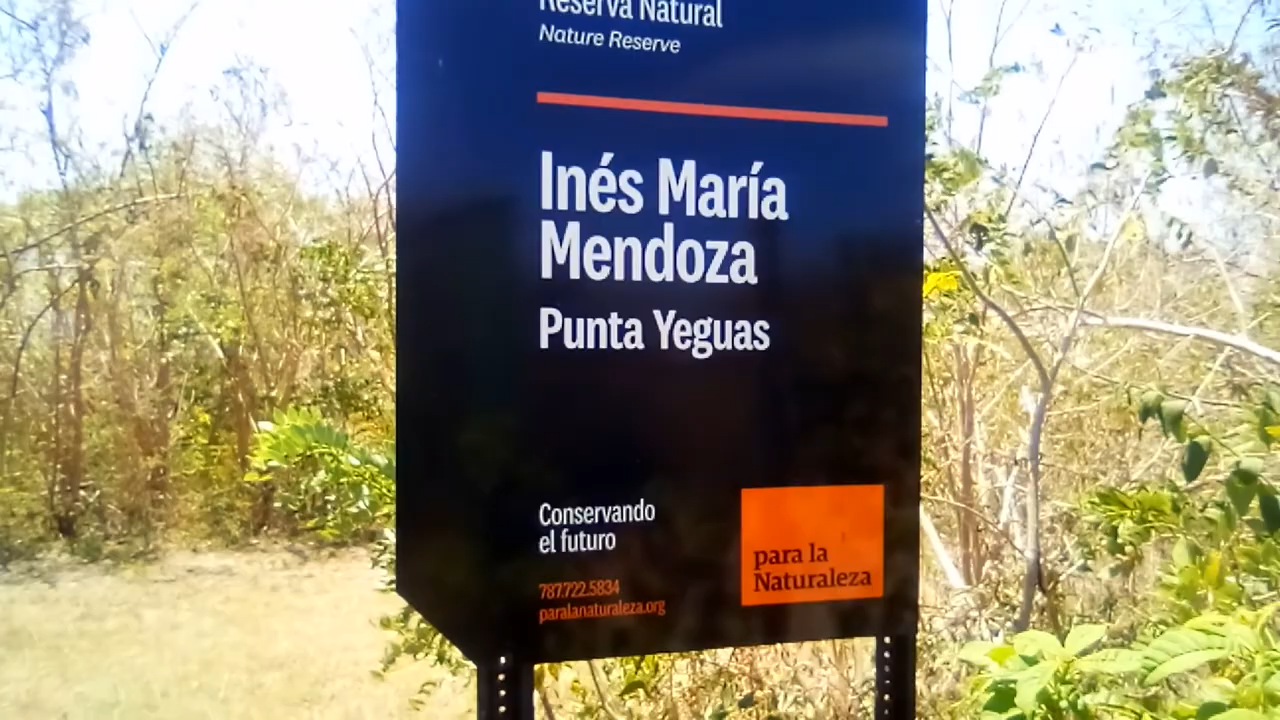 Reserva Natural
Nature Reserve
Inés María
Mendoza
Punta Yeguas
Conservando
el futuro
787.722.5834
paralanaturaleza.org
para la
Naturaleza